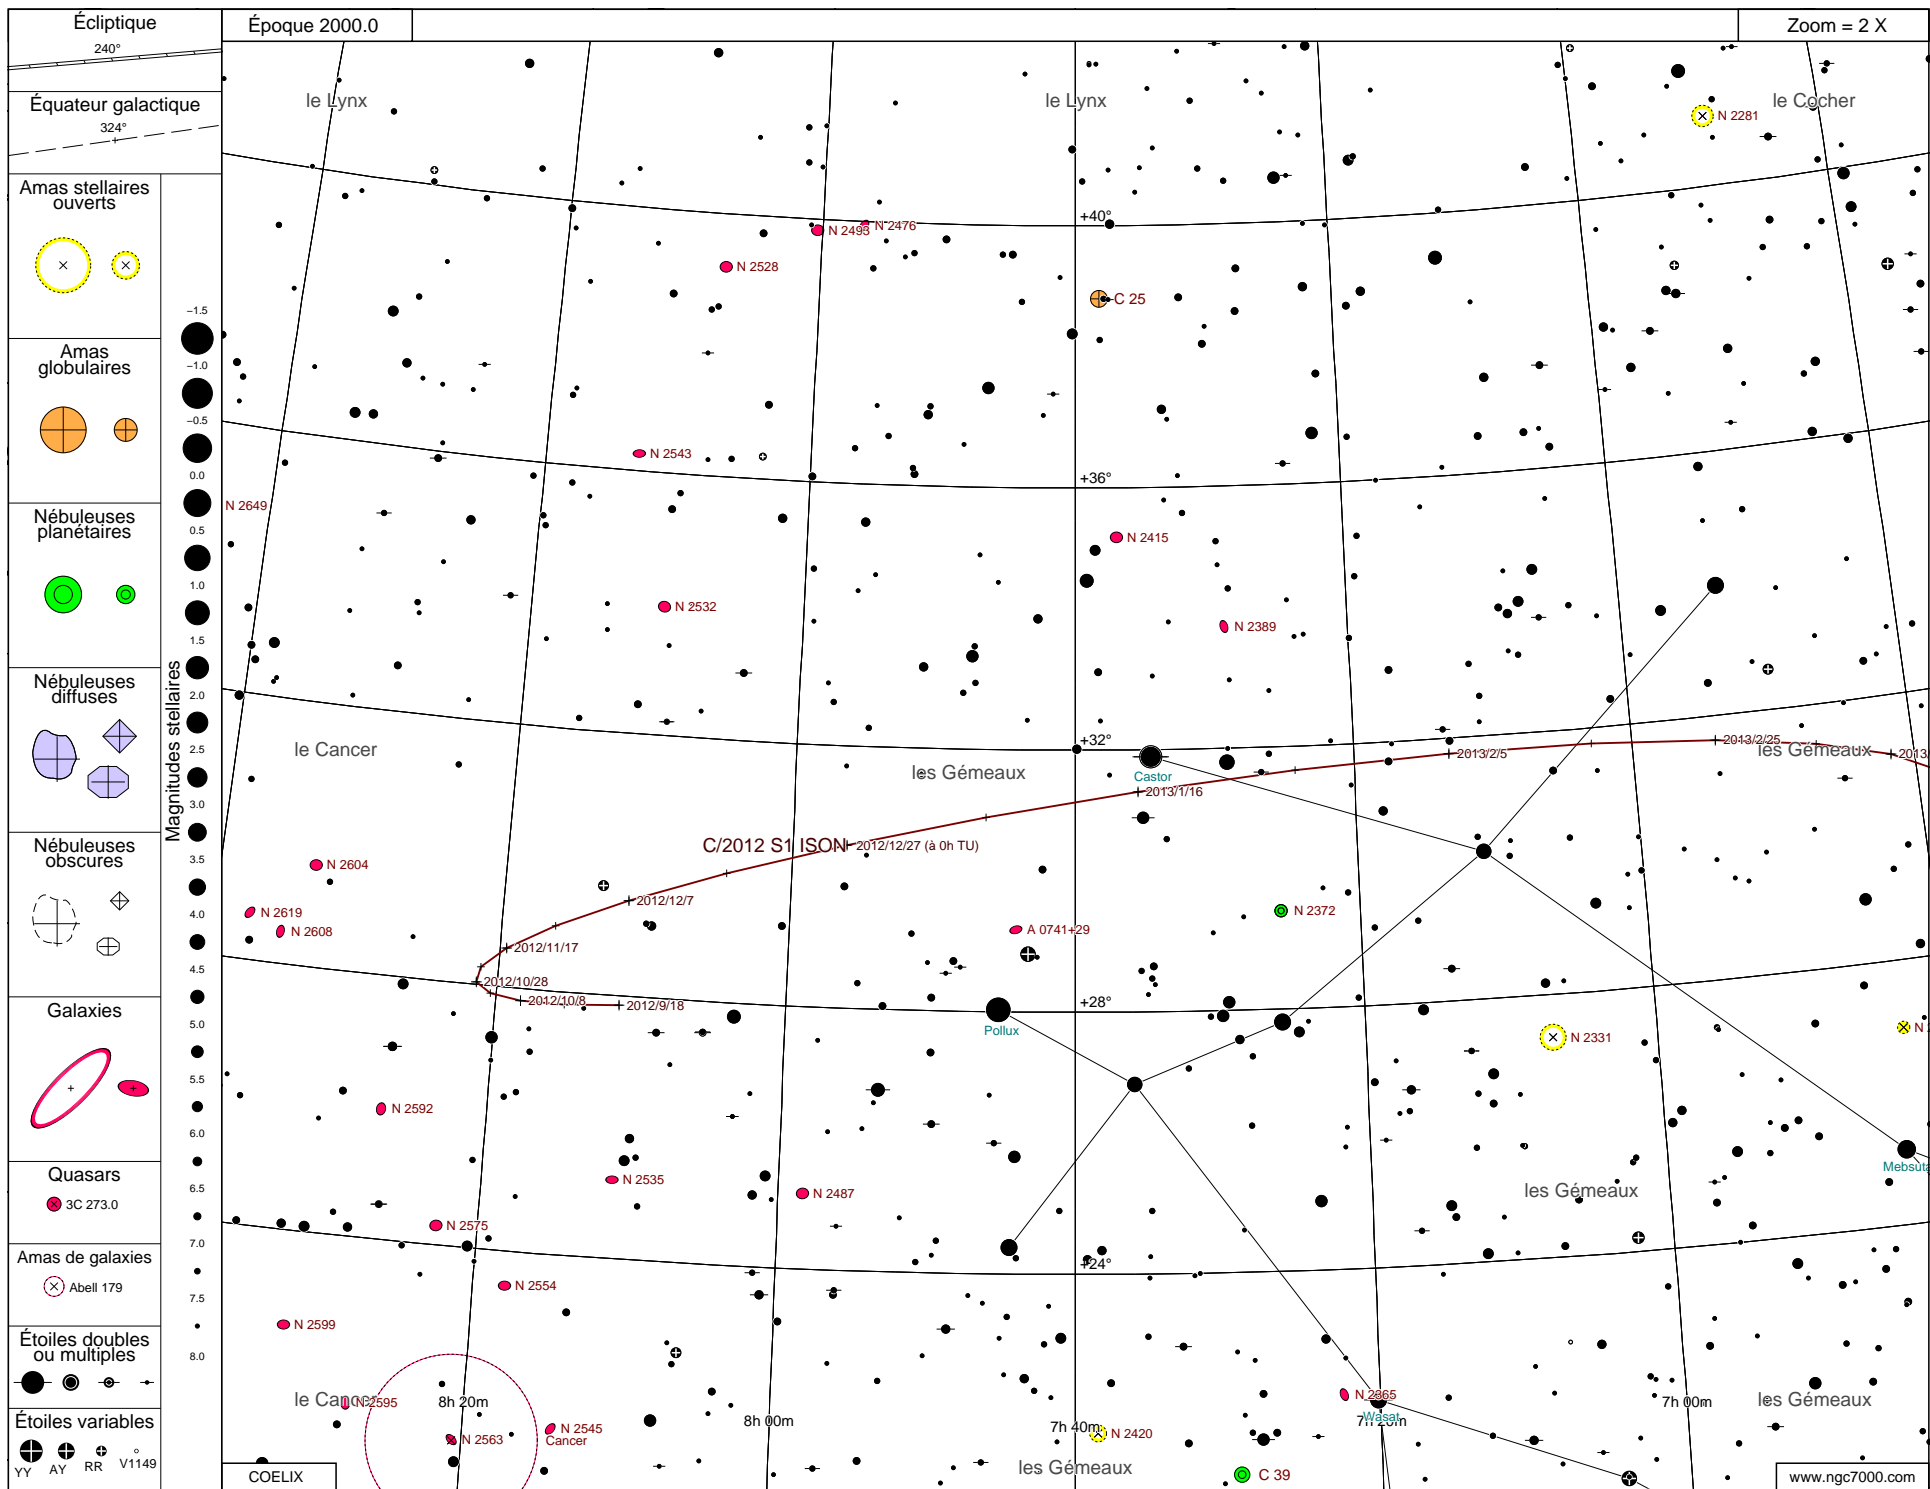 Écliptique
240°
Équateur galactique
324°
Amas stellaires
ouverts
Amas
globulaires
Nébuleuses
planétaires
Nébuleuses
diffuses
Nébuleuses
obscures
Galaxies
Quasars
3C 273.0
Amas de galaxies
Abell 179
Étoiles doubles
ou multiples
Étoiles variables
YY
AY
RR
V1149
Magnitudes stellaires
−1.5
−1.0
−0.5
0.0
0.5
1.0
1.5
2.0
2.5
3.0
3.5
4.0
4.5
5.0
5.5
6.0
6.5
7.0
7.5
8.0
Époque 2000.0
Zoom = 2 X
le Lynx
le Lynx
le Cocher
N 2281
+40°
N 2493
N 2476
N 2528
C 25
N 2543
+36°
N 2649
N 2415
N 2532
N 2389
+32°
le Cancer
les Gémeaux
les Gémeaux
Castor
2013/2/5
2013/2/25
2013/
2013/1/16
C/2012 S1 ISON
2012/12/27 (à 0h TU)
N 2604
2012/12/7
N 2619
N 2608
2012/11/17
A 0741+29
N 2372
2012/10/28
2012/10/8
2012/9/18
+28°
Pollux
N 2331
N
N 2592
Mebsuta
N 2535
N 2487
les Gémeaux
N 2575
+24°
N 2554
N 2599
le Cancer
N 2595
8h 20m
8h 00m
7h 40m
7h 20m
7h 00m
N 2365
Wasat
les Gémeaux
N 2563
N 2545
Cancer
N 2420
les Gémeaux
C 39
COELIX
www.ngc7000.com